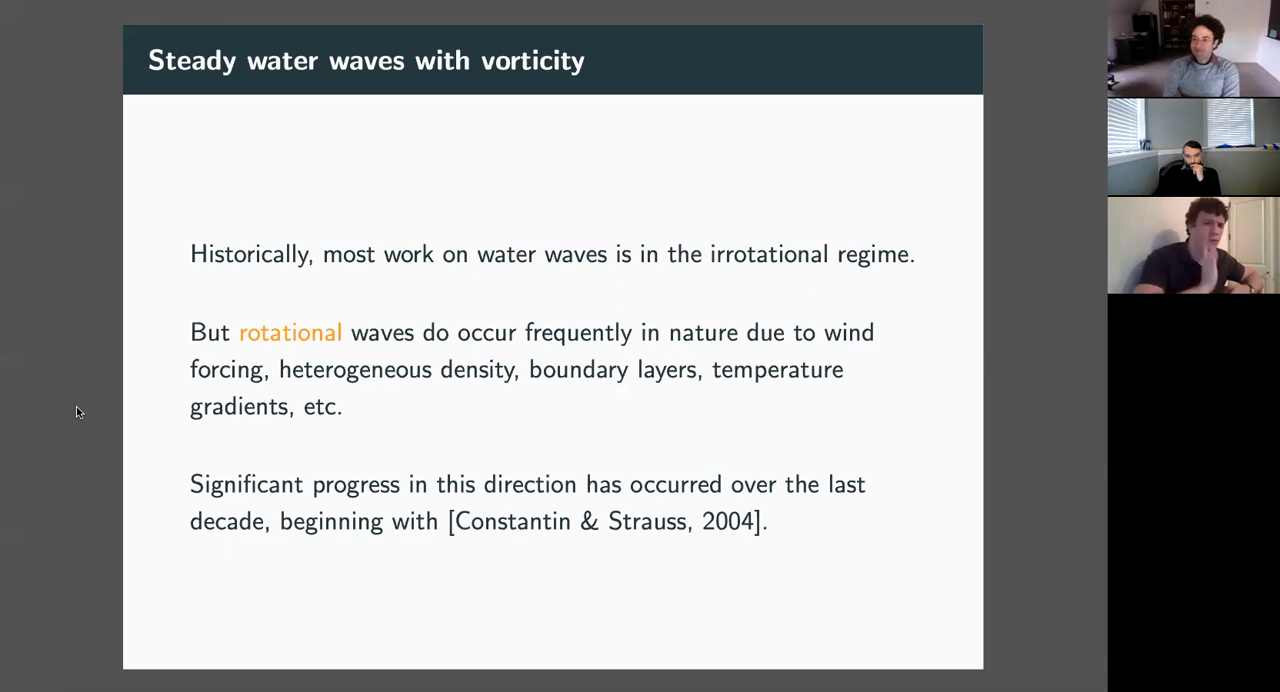 Steady water waves with vorticity
Historically, most work on water waves is in the irrotational regime.
But rotational waves do occur frequently in nature due to wind
forcing, heterogeneous density, boundary layers, temperature
gradients, etc.
Significant progress in this direction has occurred over the last
decade, beginning with [Constantin & Strauss, 2004].